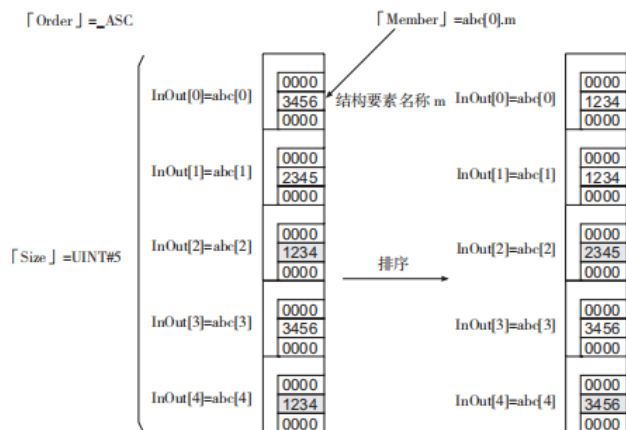 「Order」=_ASC
「Member」=abc[0].m
0000
0000
InOut[0]=abc[0]
3456
结构要素名称 m
InOut[0]=abc[0]
1234
0000
0000
0000
0000
InOut[1]=abc[1]
2345
InOut[1]=abc[1]
1234
0000
0000
0000
0000
「Size」=UINT#5
InOut[2]=abc[2]
1234
排序
InOut[2]=abc[2]
2345
0000
0000
0000
0000
InOut[3]=abc[3]
3456
InOut[3]=abc[3]
3456
0000
0000
0000
0000
InOut[4]=abc[4]
1234
InOut[4]=abc[4]
3456
0000
0000